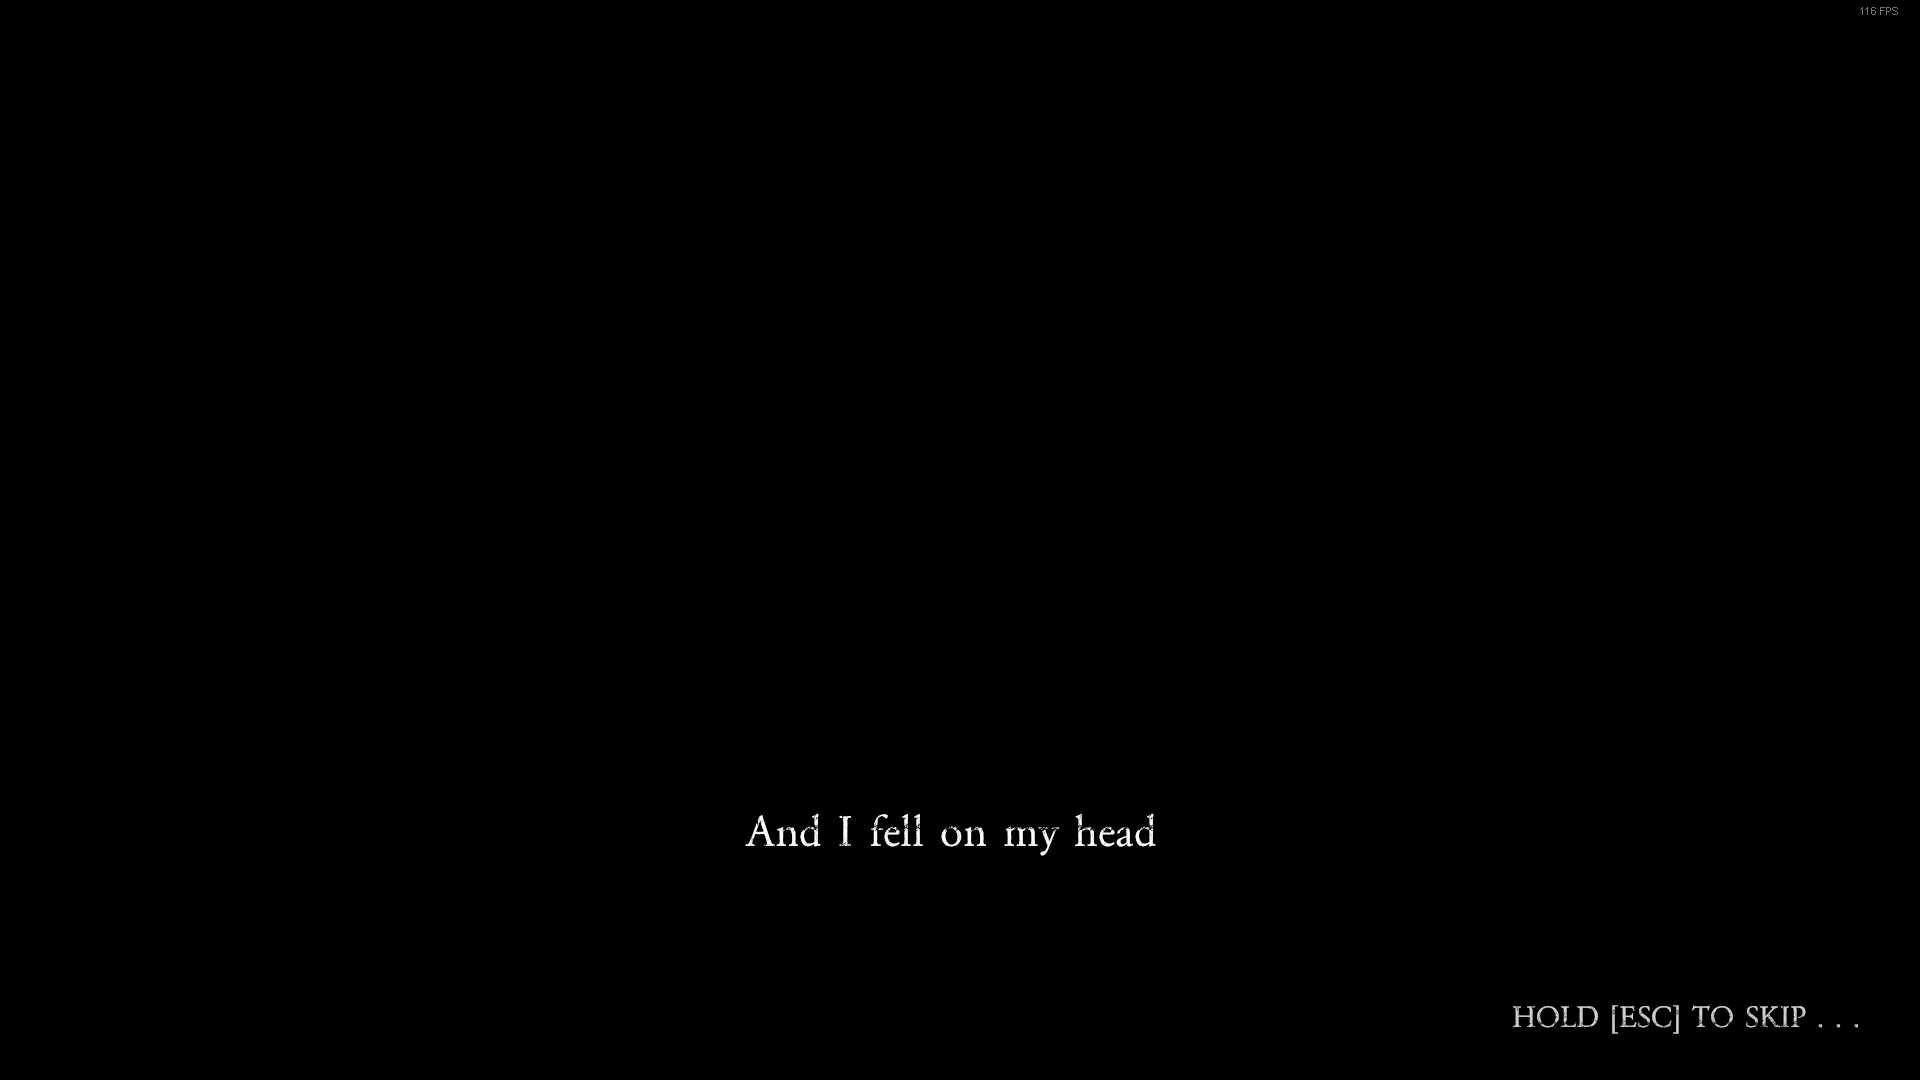 116 FPS
And I fell on my head
HOLD [ESC] TO SKIP . . .